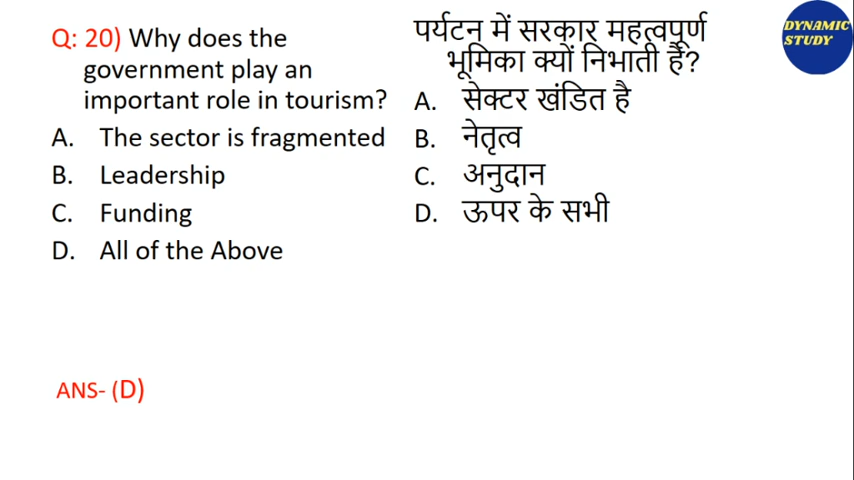 Q: 20) Why does the
government play an
important role in tourism?
A. The sector is fragmented
B. Leadership
C. Funding
D. All of the Above
पर्यटन में सरकार महत्वपूर्ण
भूमिका क्यों निभाती है?
A. सेक्टर खंडित है
B. नेतृत्व
C. अनुदान
D. ऊपर के सभी
DYNAMIC
STUDY
ANS- (D)